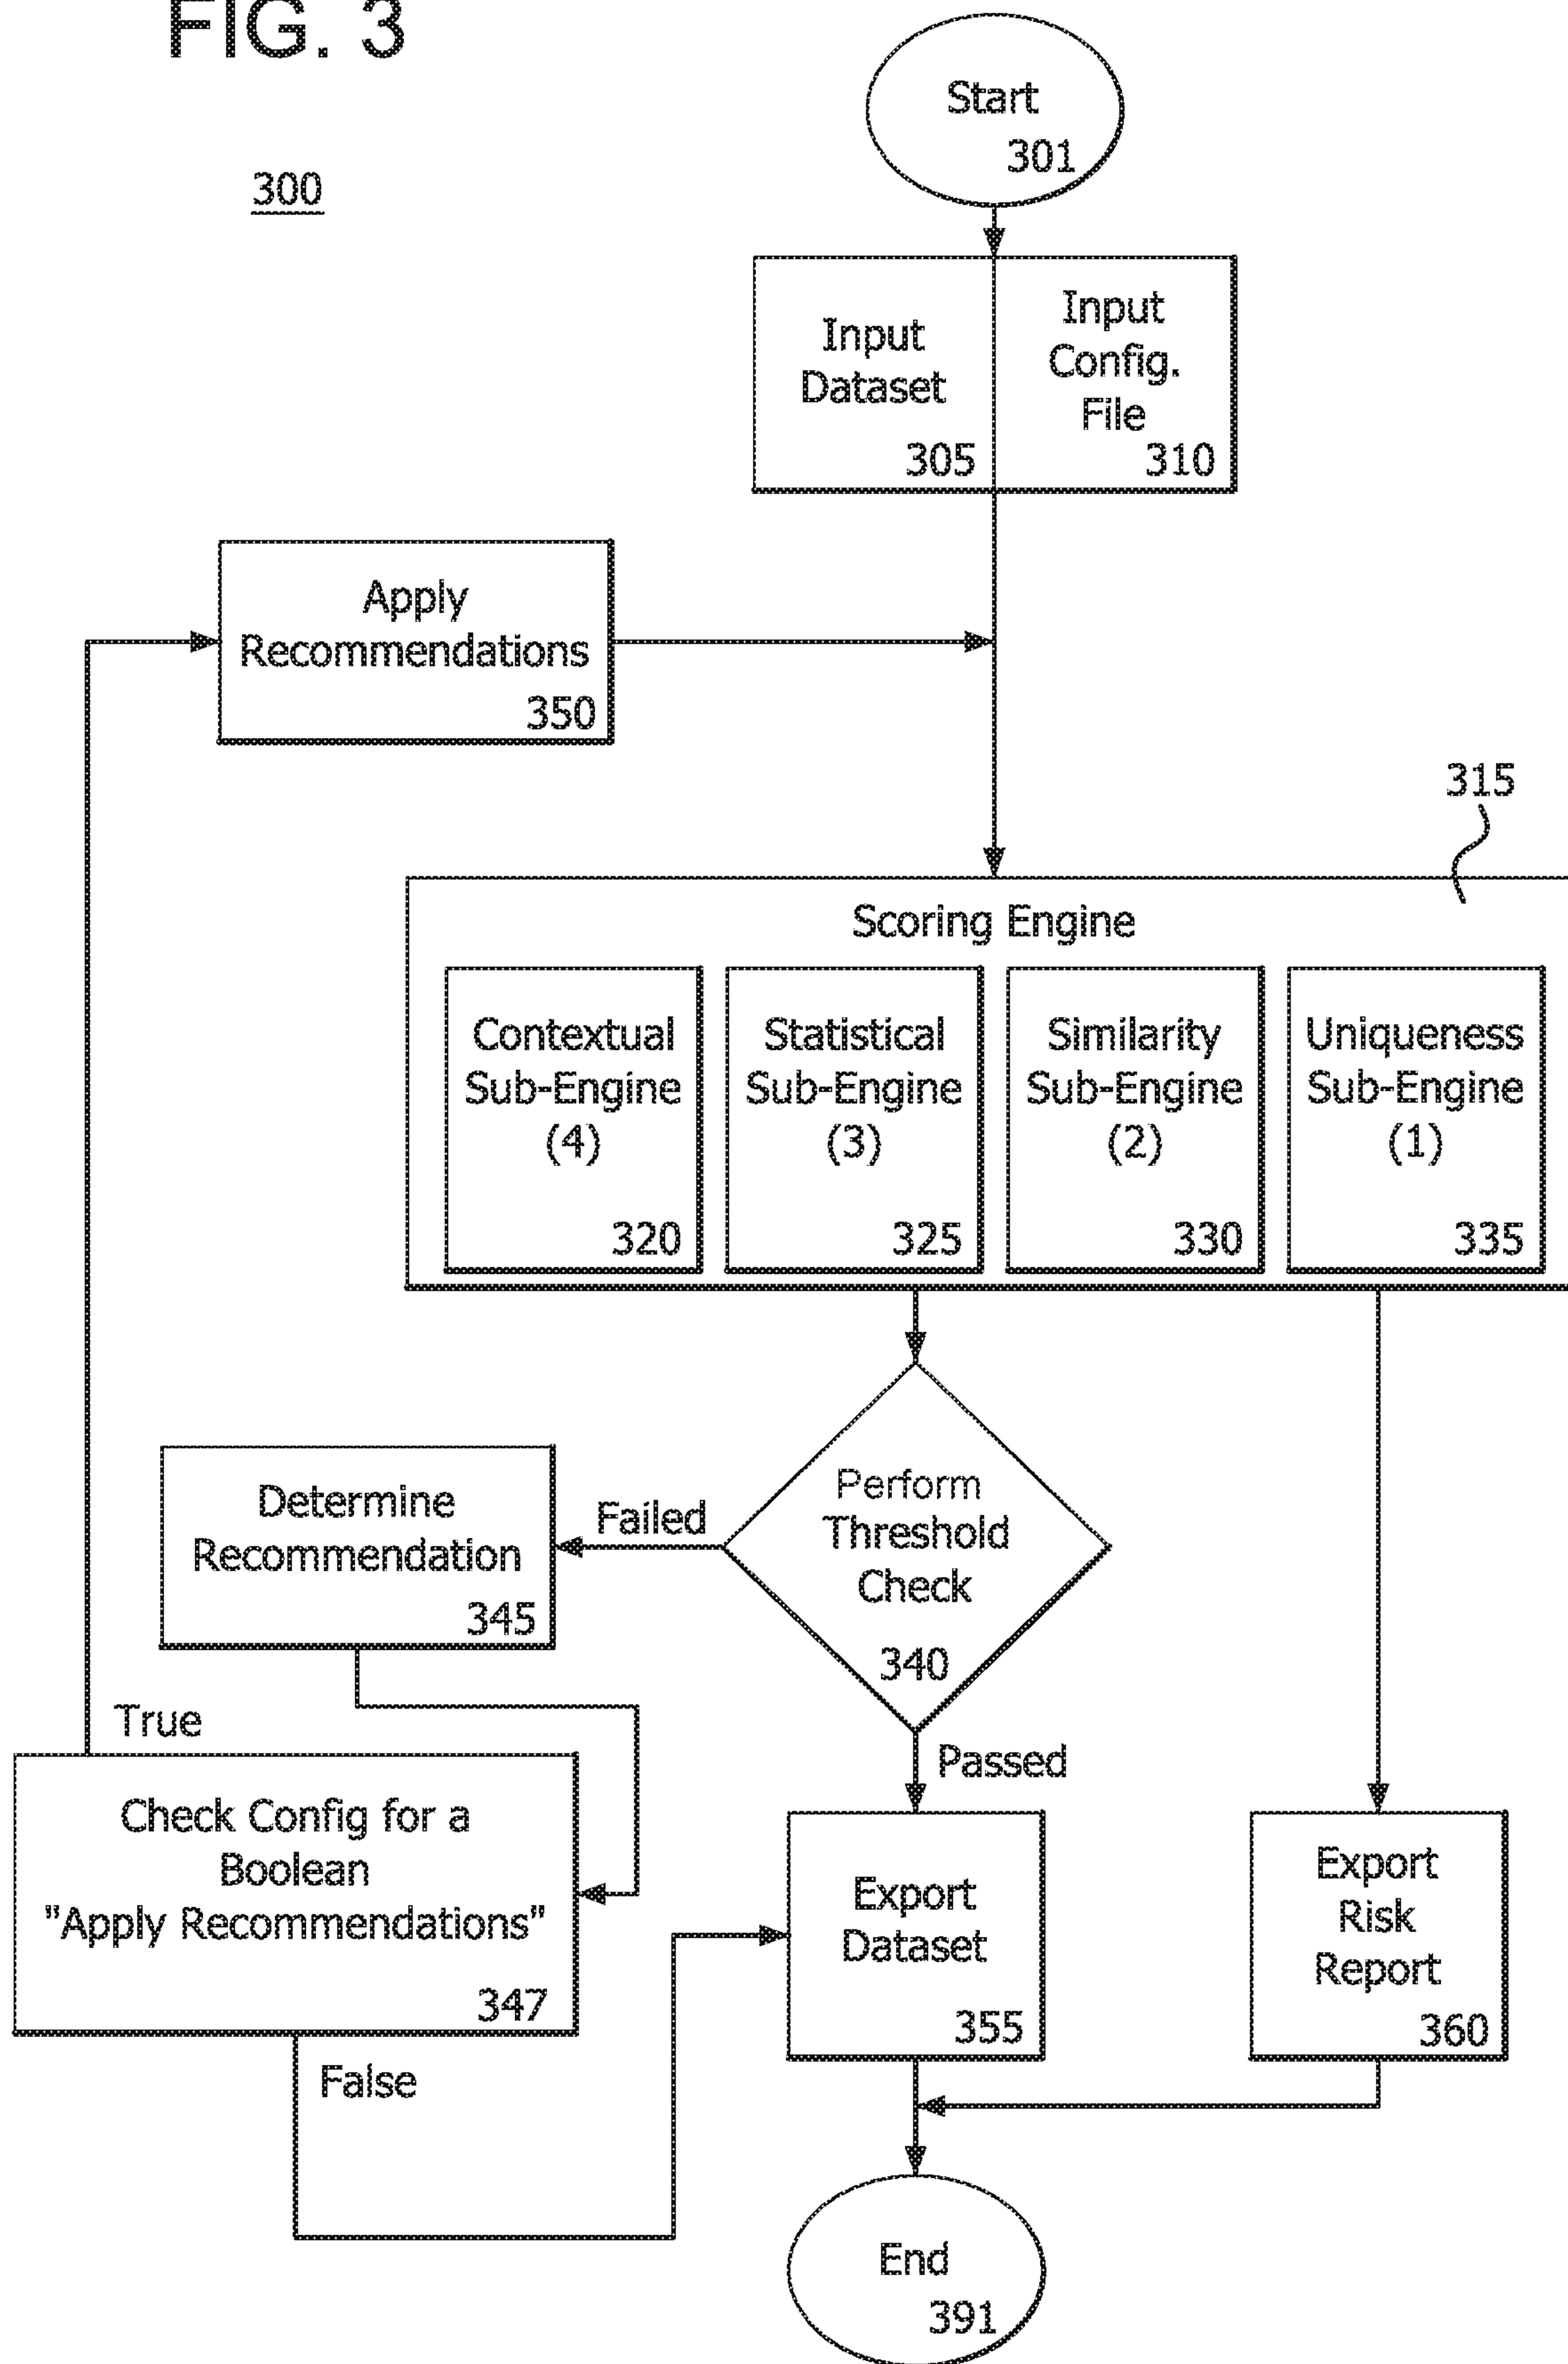 FIG. 3
300
Start
301
Input
Dataset
305
Input
Config.
File
310
Apply
Recommendations
350
315
Scoring Engine
Contextual
Sub-Engine
(4)
320
Statistical
Sub-Engine
(3)
325
Similarity
Sub-Engine
(2)
330
Uniqueness
Sub-Engine
(1)
335
Perform
Threshold
Check
340
Failed
Determine
Recommendation
345
True
Check Config for a
Boolean
"Apply Recommendations"
347
False
Passed
Export
Dataset
355
Export
Risk
Report
360
End
391